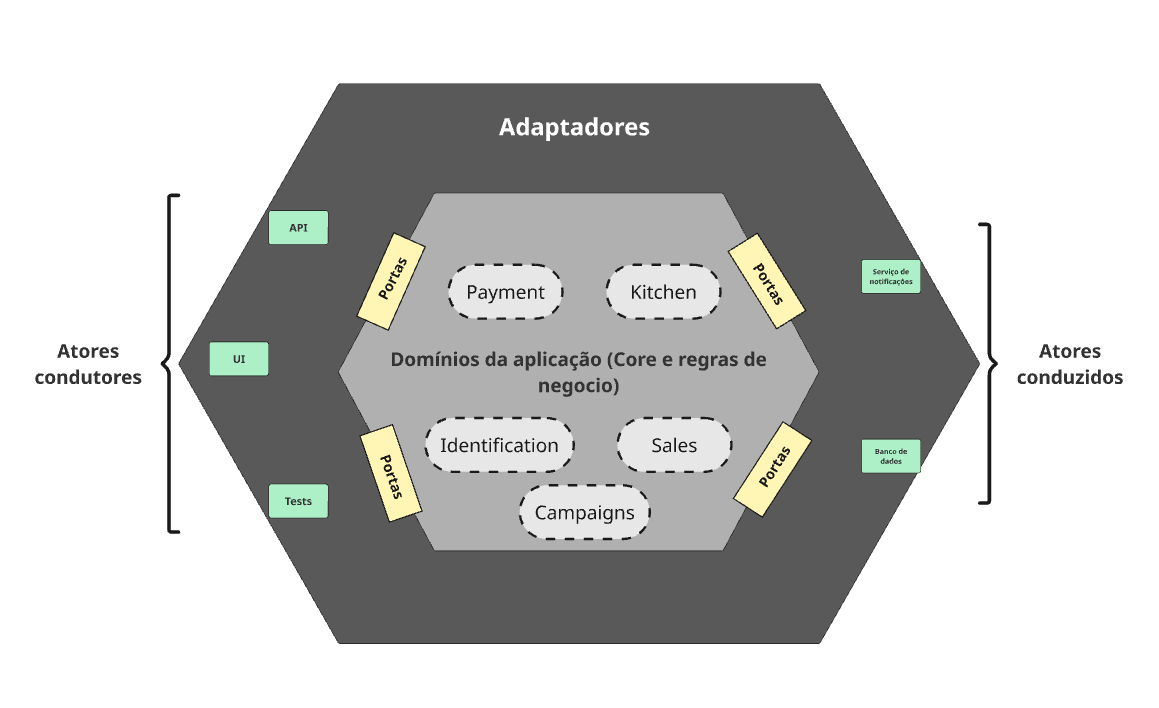 Adaptadores
API
Portas
Portas
Serviço de
notificações
Payment
Kitchen
Atores
condutores
UI
Domínios da aplicação (Core e regras de
negocio)
Atores
conduzidos
Portas
Identification
Sales
Portas
Banco de
dados
Tests
Campaigns